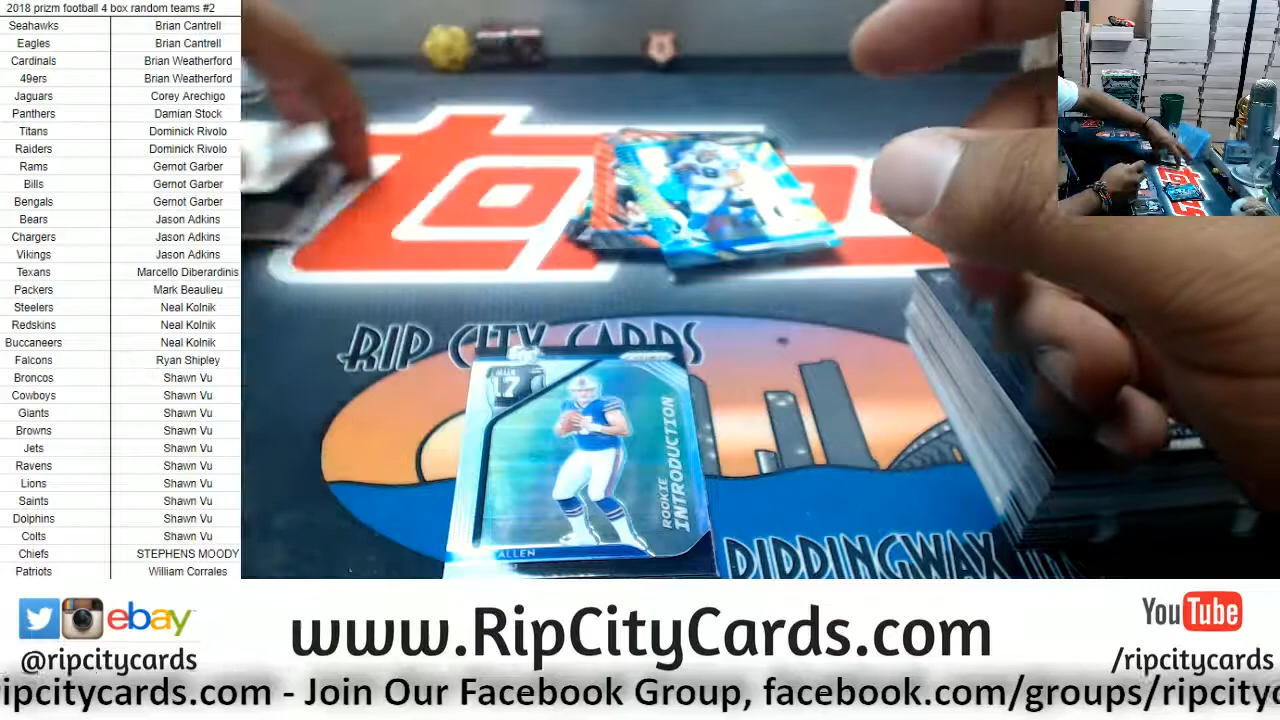 2018 prizm football 4 box random teams #2
Seahawks Brian Cantrell
Eagles Brian Cantrell
Cardinals Brian Weatherford
49ers Brian Weatherford
Jaguars Corey Arechigo
Panthers Damian Stock
Titans Dominick Rivolo
Raiders Dominick Rivolo
Rams Gernot Garber
Bills Gernot Garber
Bengals Gernot Garber
Bears Jason Adkins
Chargers Jason Adkins
Vikings Jason Adkins
Texans Marcello Diberardinis
Packers Mark Beaulieu
Steelers Neal Kolnik
Redskins Neal Kolnik
Buccaneers Neal Kolnik
Falcons Ryan Shipley
Broncos Shawn Vu
Cowboys Shawn Vu
Giants Shawn Vu
Browns Shawn Vu
Jets Shawn Vu
Ravens Shawn Vu
Lions Shawn Vu
Saints Shawn Vu
Dolphins Shawn Vu
Colts Shawn Vu
Chiefs STEPHENS MOODY
Patriots William Corrales
RIP CITY CARDS
ALLEN
17
ROOKIE
INTRODUCTION
ALLEN
RIPPINGWAX
ebay
@ripcitycards
www.RipCityCards.com
YouTube
/ripcitycards
ipcitycards.com - Join Our Facebook Group, facebook.com/groups/ripcityc